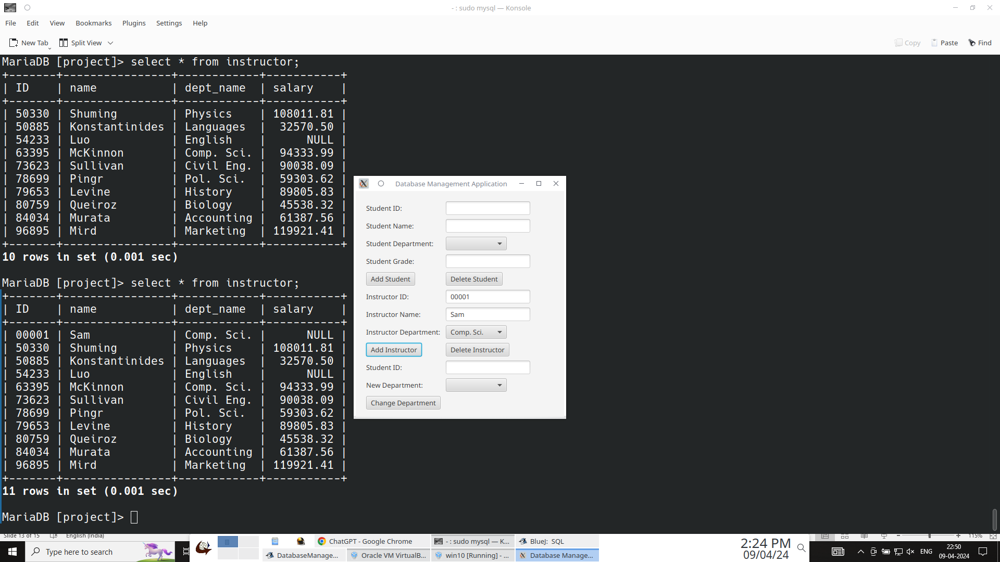 - : sudo mysql — Konsole
File Edit View Bookmarks Plugins Settings Help
New Tab Split View Copy Paste Find
MariaDB [project]> select * from instructor;
+-------+----------------+------------+-----------+
| ID    | name           | dept_name  | salary    |
+-------+----------------+------------+-----------+
| 50330 | Shuming        | Physics    | 108011.81 |
| 50885 | Konstantinides | Languages  |  32570.50 |
| 54233 | Luo            | English    |      NULL |
| 63395 | McKinnon       | Comp. Sci. |  94333.99 |
| 73623 | Sullivan       | Civil Eng. |  90038.09 |
| 78699 | Pingr          | Pol. Sci.  |  59303.62 |
| 79653 | Levine         | History    |  89805.83 |
| 80759 | Queiroz        | Biology    |  45538.32 |
| 84034 | Murata         | Accounting |  61387.56 |
| 96895 | Mird           | Marketing  | 119921.41 |
+-------+----------------+------------+-----------+
10 rows in set (0.001 sec)
MariaDB [project]> select * from instructor;
+-------+----------------+------------+-----------+
| ID    | name           | dept_name  | salary    |
+-------+----------------+------------+-----------+
| 00001 | Sam            | Comp. Sci. |      NULL |
| 50330 | Shuming        | Physics    | 108011.81 |
| 50885 | Konstantinides | Languages  |  32570.50 |
| 54233 | Luo            | English    |      NULL |
| 63395 | McKinnon       | Comp. Sci. |  94333.99 |
| 73623 | Sullivan       | Civil Eng. |  90038.09 |
| 78699 | Pingr          | Pol. Sci.  |  59303.62 |
| 79653 | Levine         | History    |  89805.83 |
| 80759 | Queiroz        | Biology    |  45538.32 |
| 84034 | Murata         | Accounting |  61387.56 |
| 96895 | Mird           | Marketing  | 119921.41 |
+-------+----------------+------------+-----------+
11 rows in set (0.001 sec)
MariaDB [project]>
Database Management Application
Student ID:
Student Name:
Student Department:
Student Grade:
Add Student Delete Student
Instructor ID: 00001
Instructor Name: Sam
Instructor Department: Comp. Sci.
Add Instructor Delete Instructor
Student ID:
New Department:
Change Department
Slide 13 of 15 English (India) 115%
ChatGPT - Google Chrome - : sudo mysql — K... BlueJ: SQL
DatabaseManage... Oracle VM VirtualB... win10 [Running] - ... Database Manage...
2:24 PM
09/04/24
Type here to search
ENG
22:50
09-04-2024